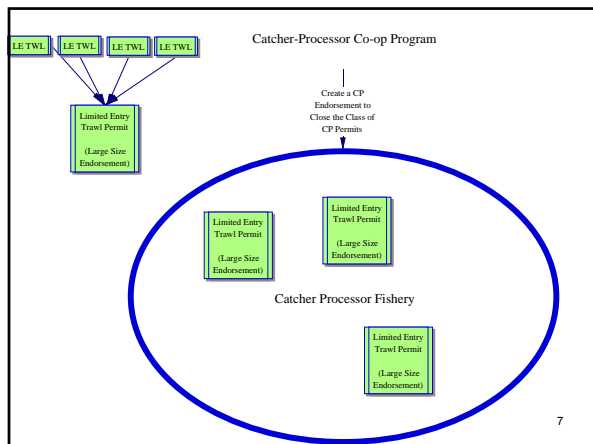 LE TWL LE TWL LE TWL LE TWL
Catcher-Processor Co-op Program
Create a CP
Endorsement to
Close the Class of
CP Permits
Limited Entry
Trawl Permit
(Large Size
Endorsement)
Limited Entry
Trawl Permit
(Large Size
Endorsement)
Limited Entry
Trawl Permit
(Large Size
Endorsement)
Catcher Processor Fishery
Limited Entry
Trawl Permit
(Large Size
Endorsement)
7